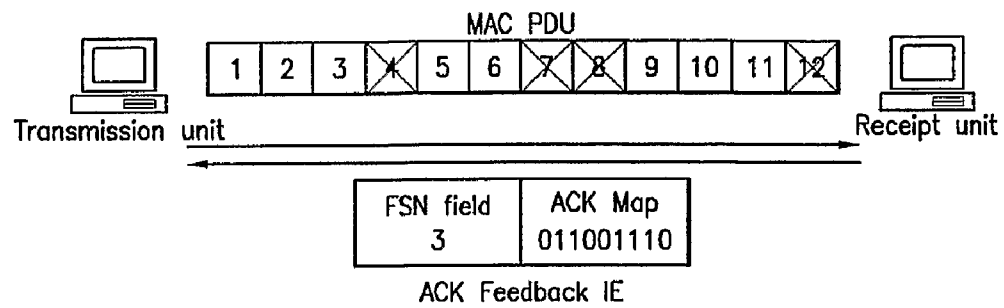 MAC PDU
1 2 3 4 5 6 7 8 9 10 11 12
Transmission unit
Receipt unit
FSN field
3
ACK Map
011001110
ACK Feedback IE